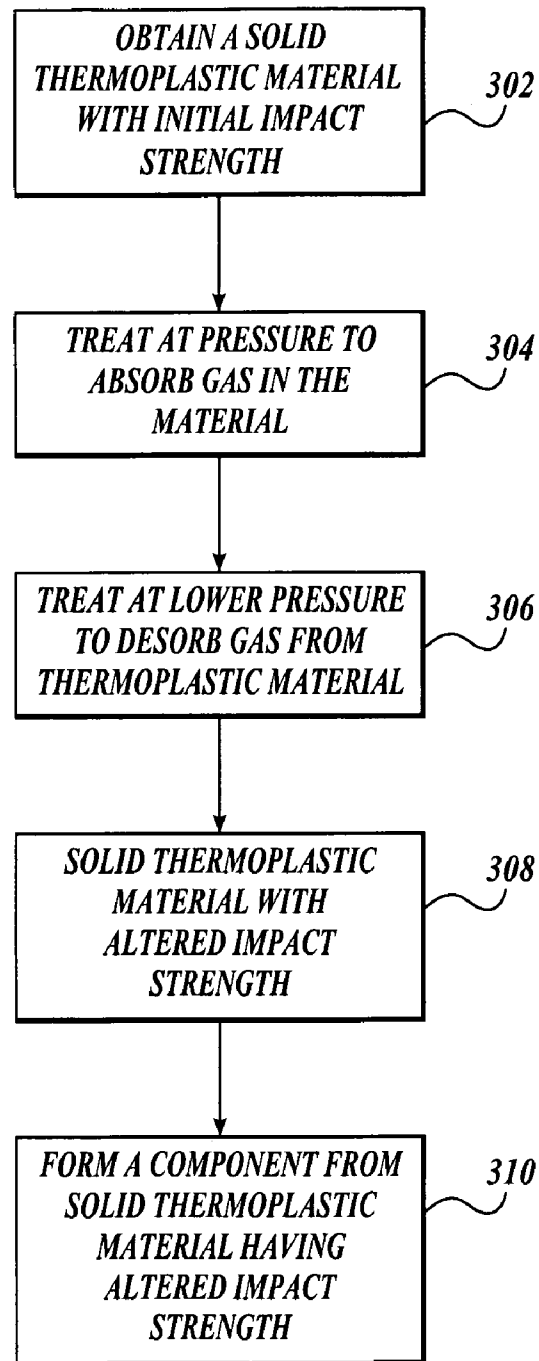 OBTAIN A SOLID
THERMOPLASTIC MATERIAL
WITH INITIAL IMPACT
STRENGTH
302
TREAT AT PRESSURE TO
ABSORB GAS IN THE
MATERIAL
304
TREAT AT LOWER PRESSURE
TO DESORB GAS FROM
THERMOPLASTIC MATERIAL
306
SOLID THERMOPLASTIC
MATERIAL WITH
ALTERED IMPACT
STRENGTH
308
FORM A COMPONENT FROM
SOLID THERMOPLASTIC
MATERIAL HAVING
ALTERED IMPACT
STRENGTH
310